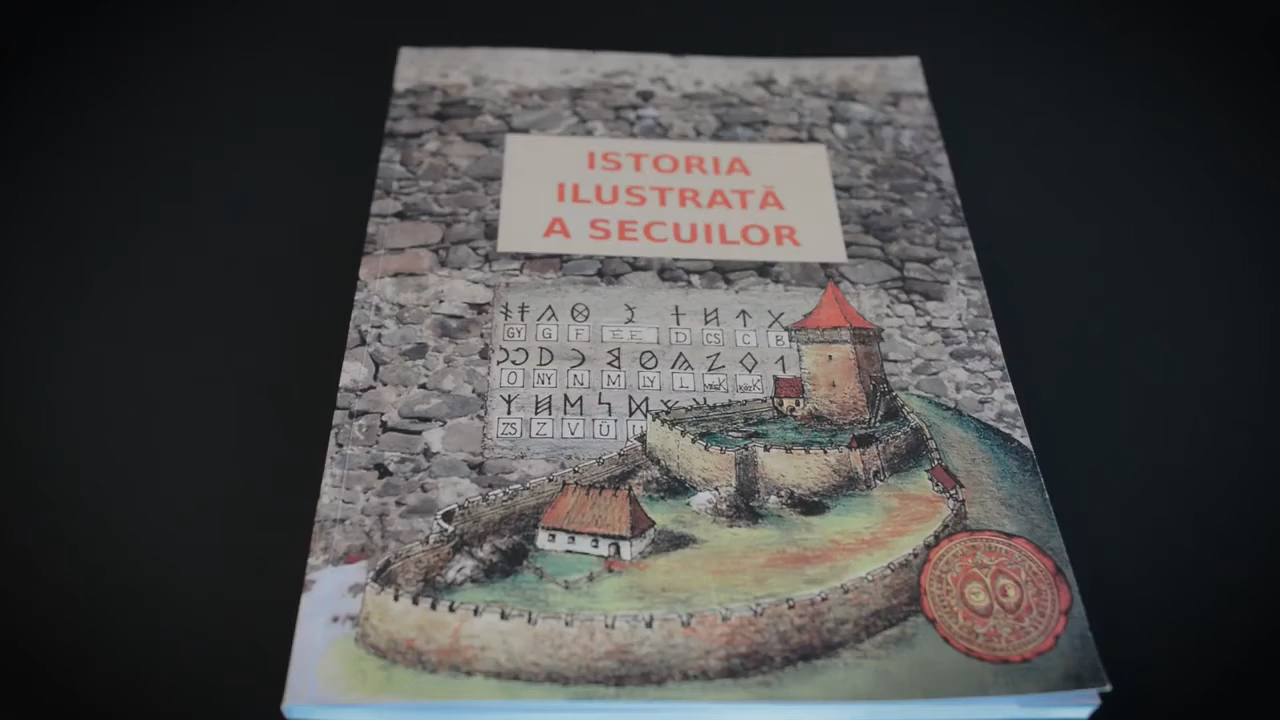 ISTORIA
ILUSTRATĂ
A SECUILOR
GY G F E E D CS C B
O NY N M LY L
ZS Z V Ü